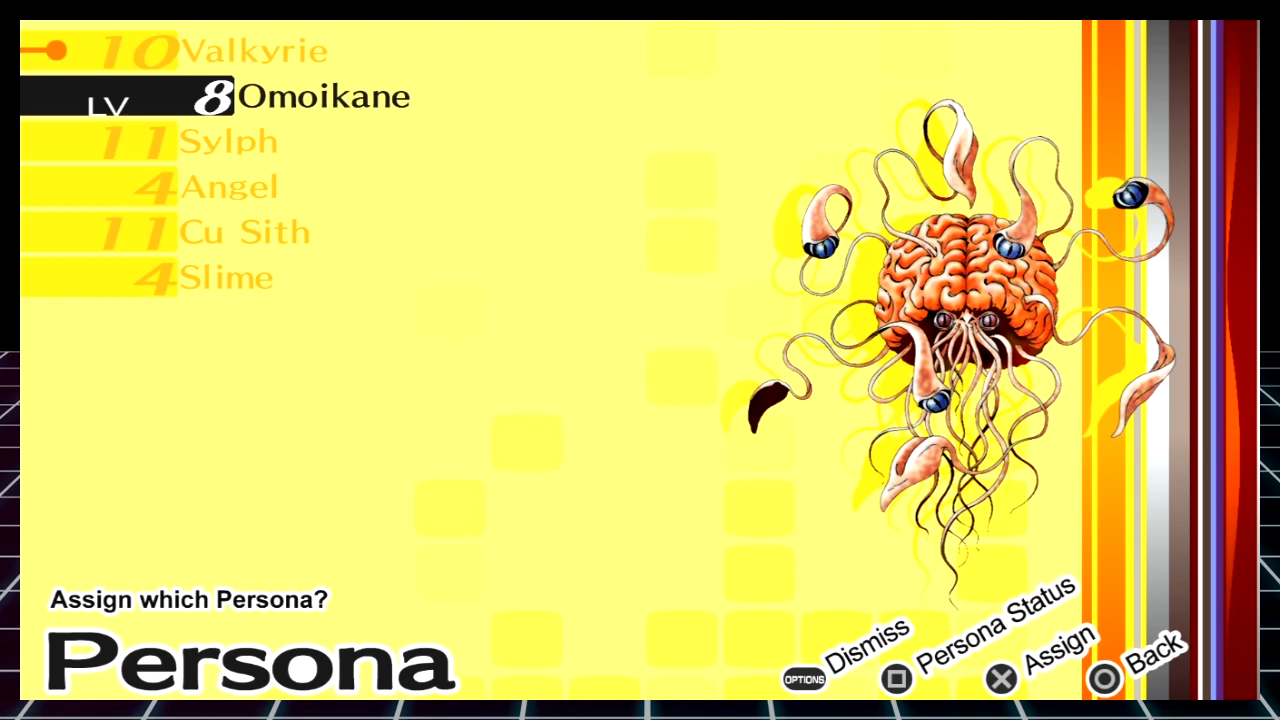 10 Valkyrie
LV 8 Omoikane
11 Sylph
4 Angel
11 Cu Sith
4 Slime
Assign which Persona?
Persona
OPTIONS Dismiss
Persona Status
Assign
Back